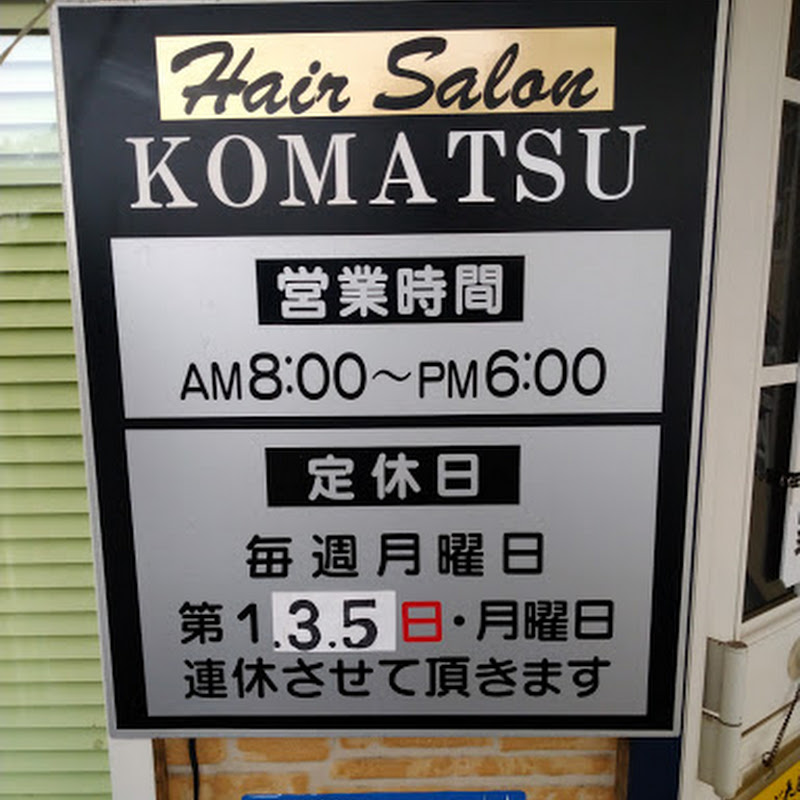 Hair Salon
KOMATSU
営業時間
AM8:00～PM6:00
定休日
毎週月曜日
第1.3.5日・月曜日
連休させて頂きます